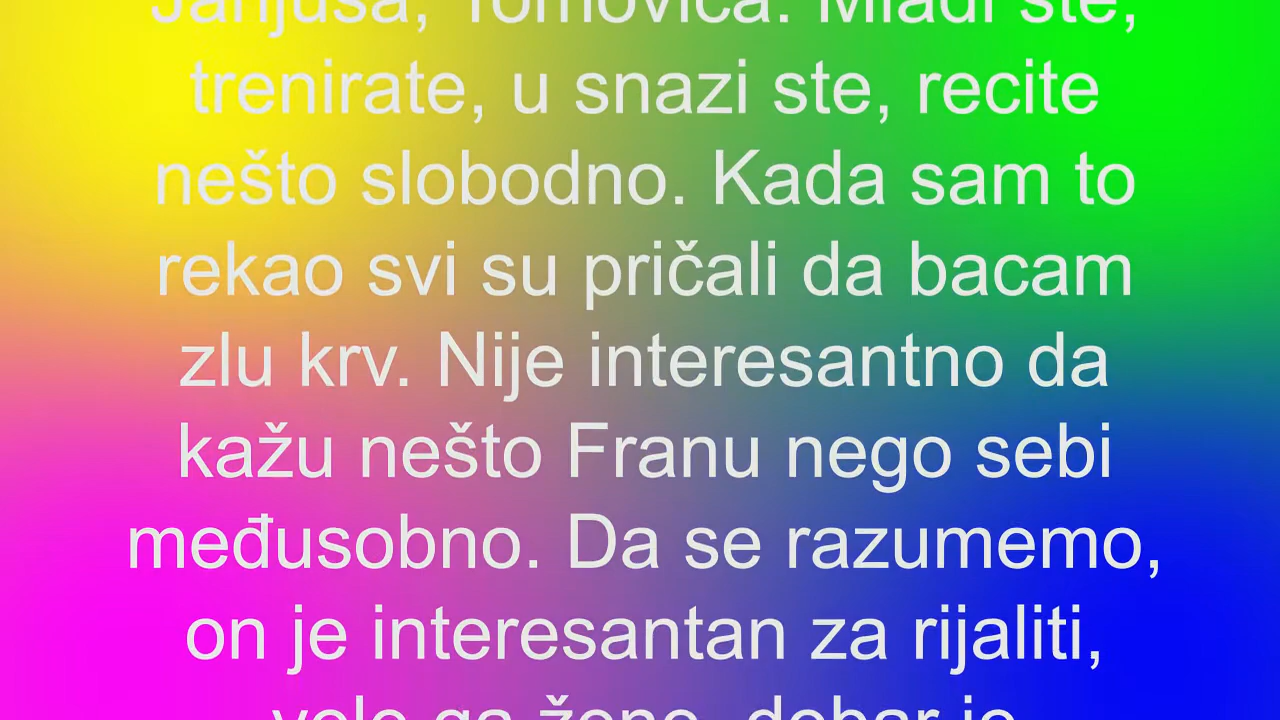 Janjuša, Tomovića. Mladi ste,
trenirate, u snazi ste, recite
nešto slobodno. Kada sam to
rekao svi su pričali da bacam
zlu krv. Nije interesantno da
kažu nešto Franu nego sebi
međusobno. Da se razumemo,
on je interesantan za rijaliti,
vole ga žene, dobar je